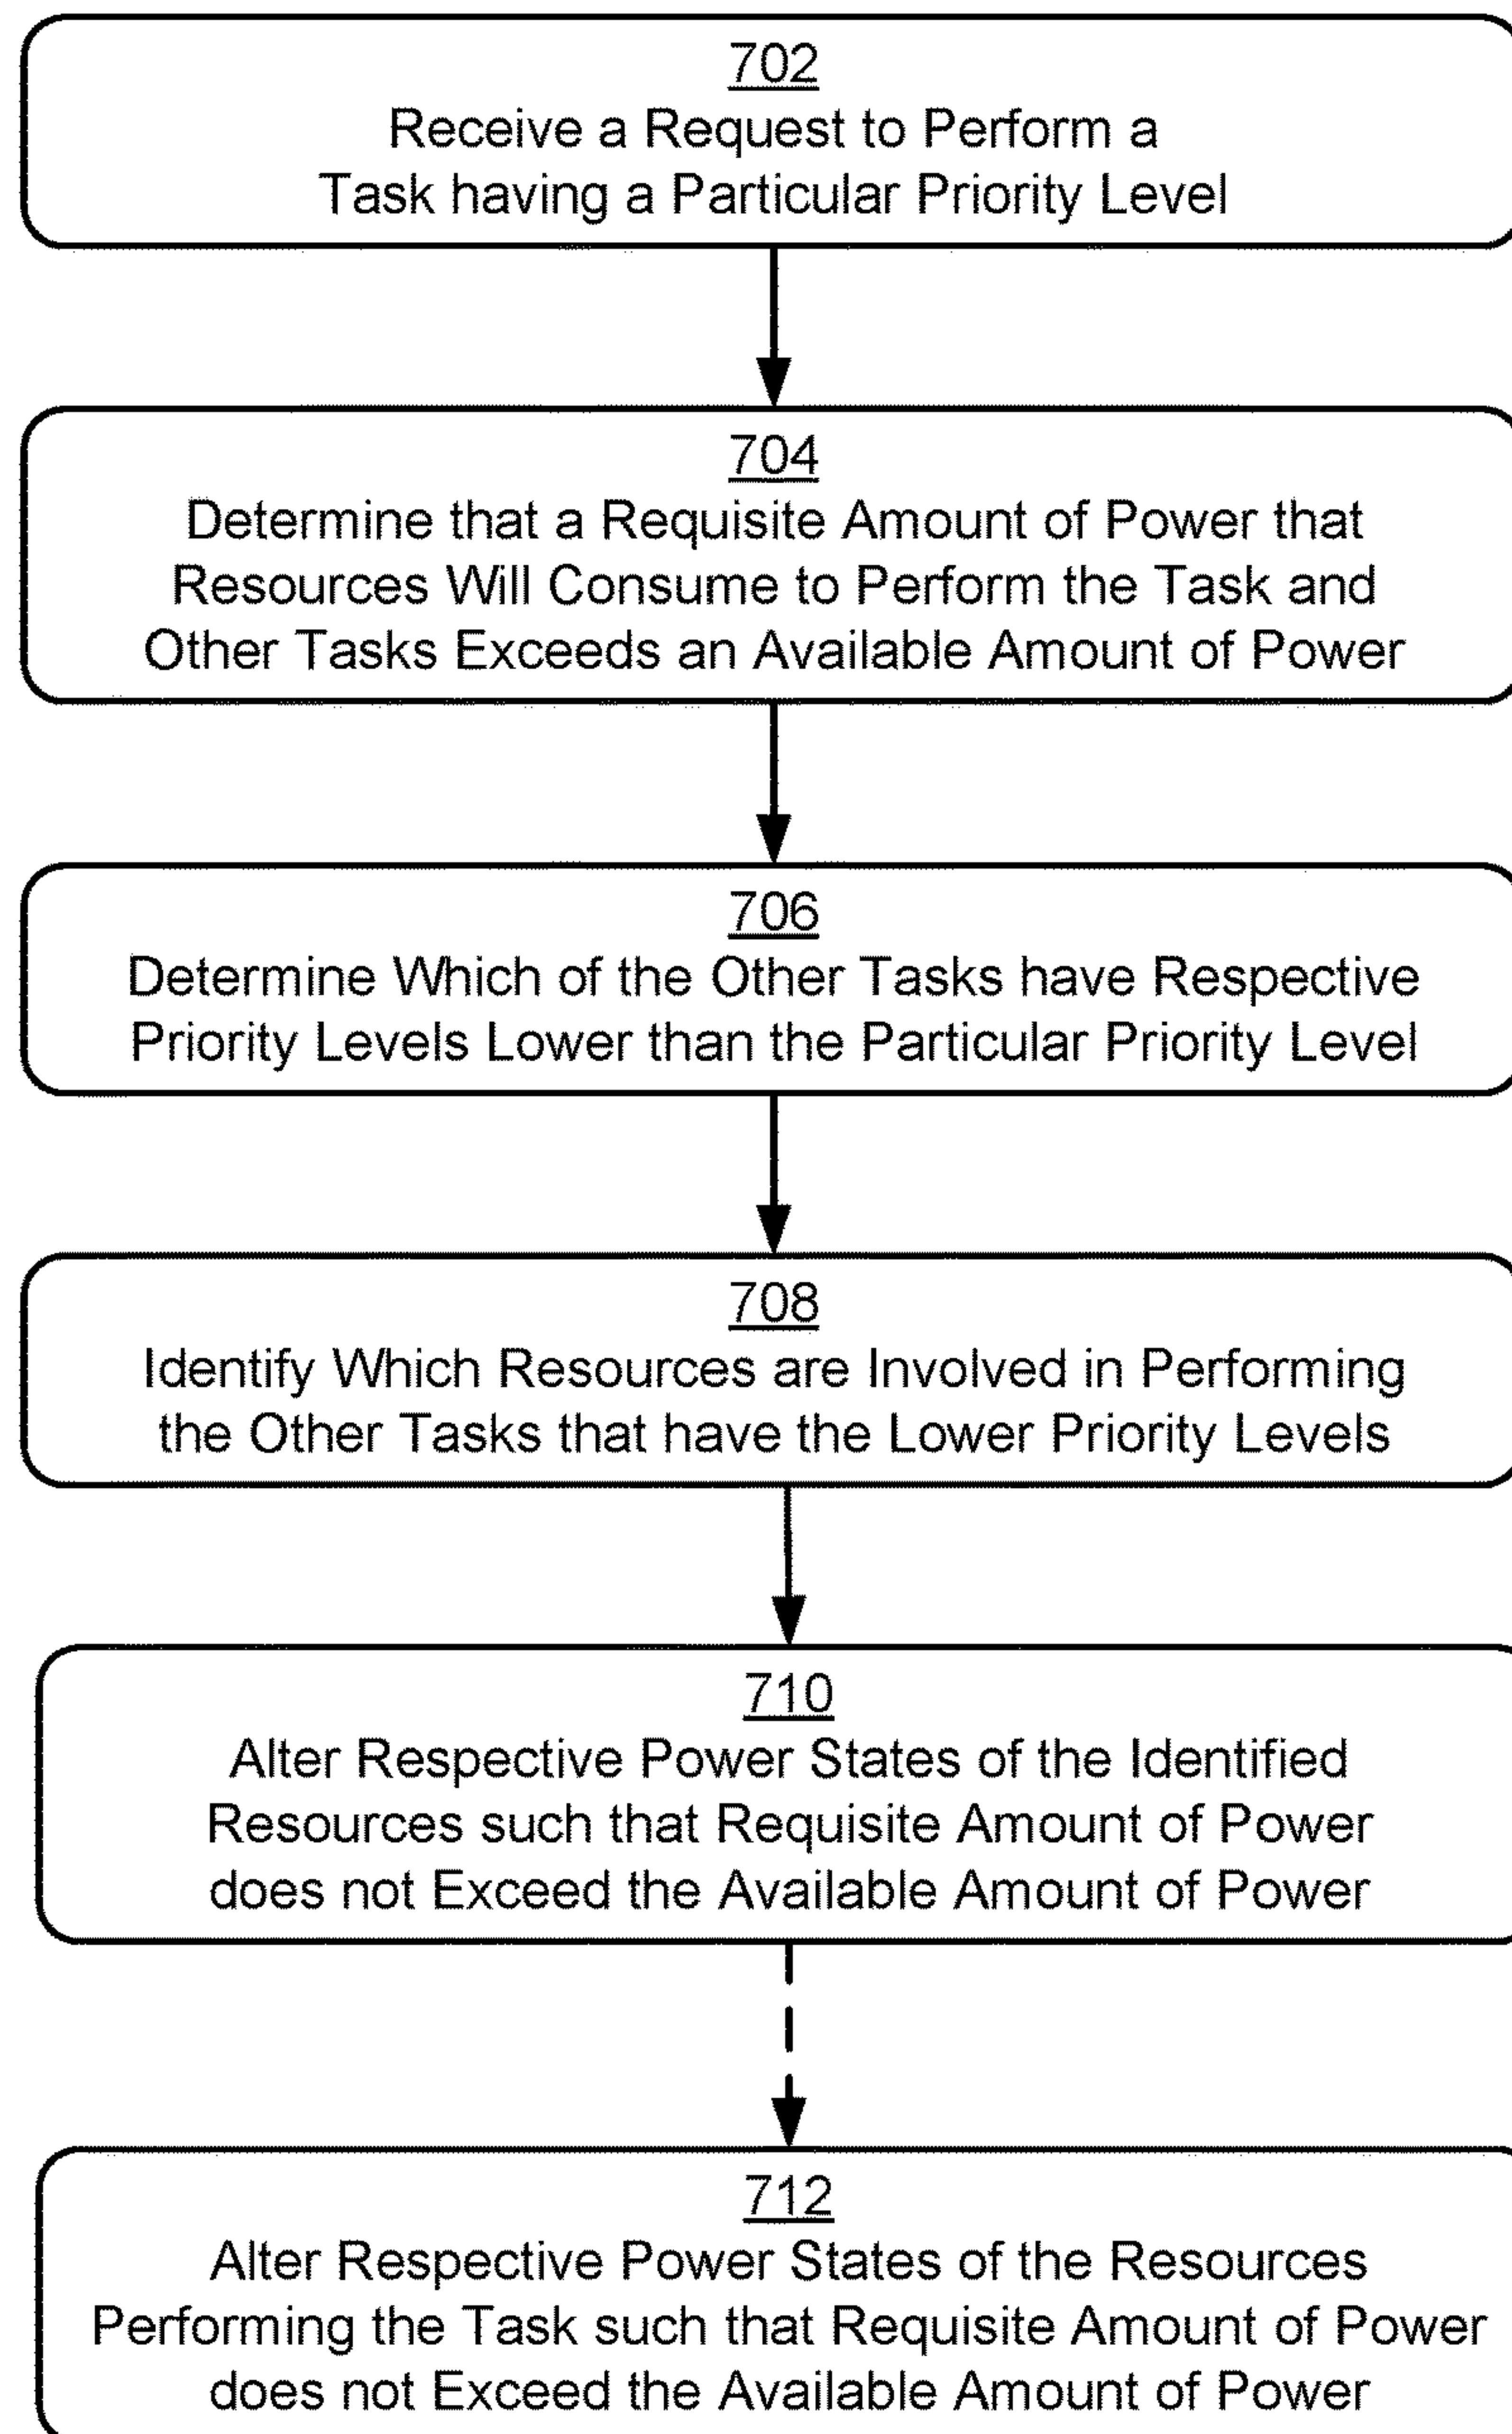 702
Receive a Request to Perform a
Task having a Particular Priority Level
704
Determine that a Requisite Amount of Power that
Resources Will Consume to Perform the Task and
Other Tasks Exceeds an Available Amount of Power
706
Determine Which of the Other Tasks have Respective
Priority Levels Lower than the Particular Priority Level
708
Identify Which Resources are Involved in Performing
the Other Tasks that have the Lower Priority Levels
710
Alter Respective Power States of the Identified
Resources such that Requisite Amount of Power
does not Exceed the Available Amount of Power
712
Alter Respective Power States of the Resources
Performing the Task such that Requisite Amount of Power
does not Exceed the Available Amount of Power